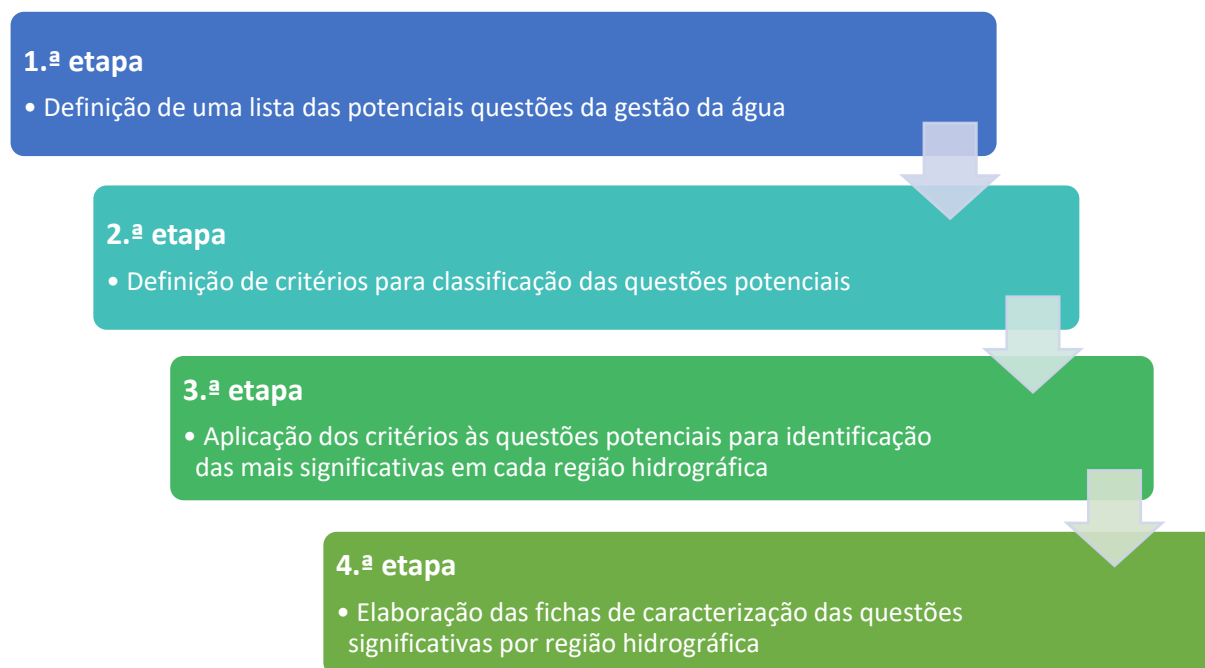 1.ª etapa
• Definição de uma lista das potenciais questões da gestão da água
2.ª etapa
• Definição de critérios para classificação das questões potenciais
3.ª etapa
• Aplicação dos critérios às questões potenciais para identificação
das mais significativas em cada região hidrográfica
4.ª etapa
• Elaboração das fichas de caracterização das questões
significativas por região hidrográfica